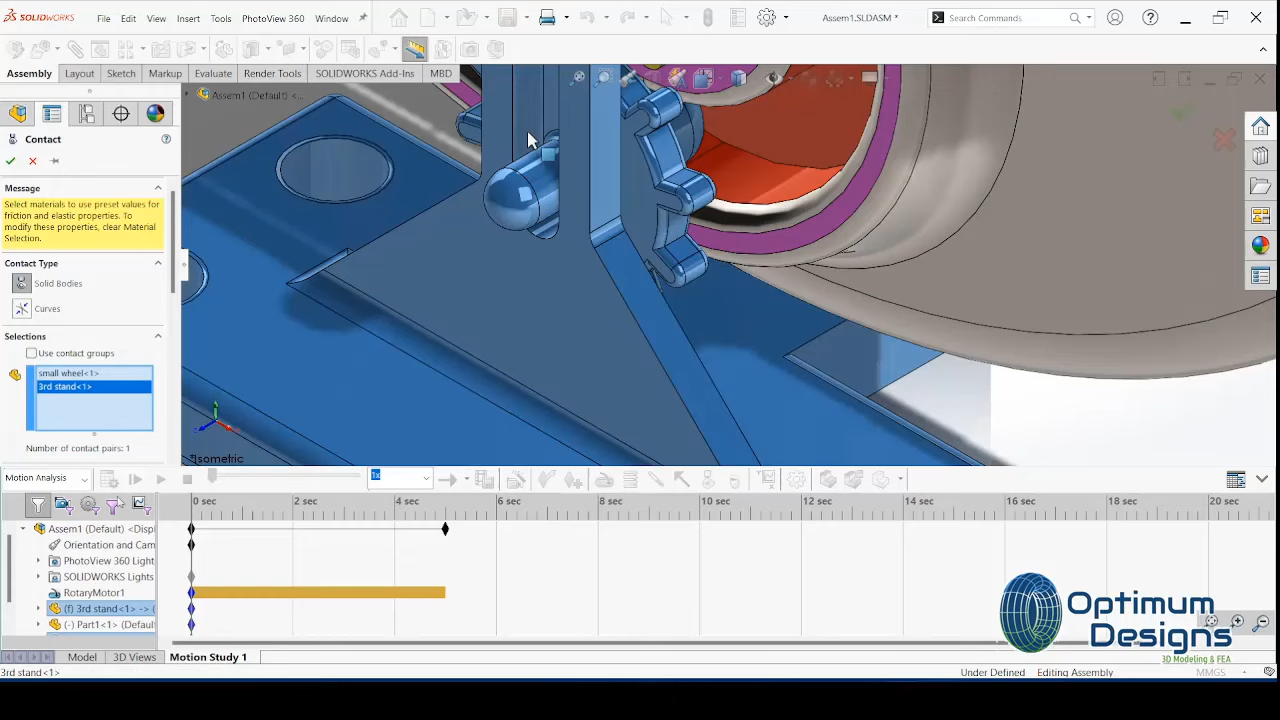 SOLIDWORKS
File
Edit
View
Insert
Tools
PhotoView 360
Window
Assem1.SLDASM *
Search Commands
Assembly
Layout
Sketch
Markup
Evaluate
Render Tools
SOLIDWORKS Add-Ins
MBD
Assem1 (Default) <...
Contact
Message
Select materials to use preset values for
friction and elastic properties. To
modify these properties, clear Material
Selection.
Contact Type
Solid Bodies
Curves
Selections
Use contact groups
small wheel<1>
3rd stand<1>
Number of contact pairs: 1
*Isometric
Motion Analysis
1x
0 sec
2 sec
4 sec
6 sec
8 sec
10 sec
12 sec
14 sec
16 sec
18 sec
20 sec
Assem1 (Default) <Displ
Orientation and Cam
PhotoView 360 Light
SOLIDWORKS Lights
RotaryMotor1
(f) 3rd stand<1> -> (
(-) Part1<1> (Defaul
Optimum
Designs
3D Modeling & FEA
Model
3D Views
Motion Study 1
3rd stand<1>
Under Defined
Editing Assembly
MMGS